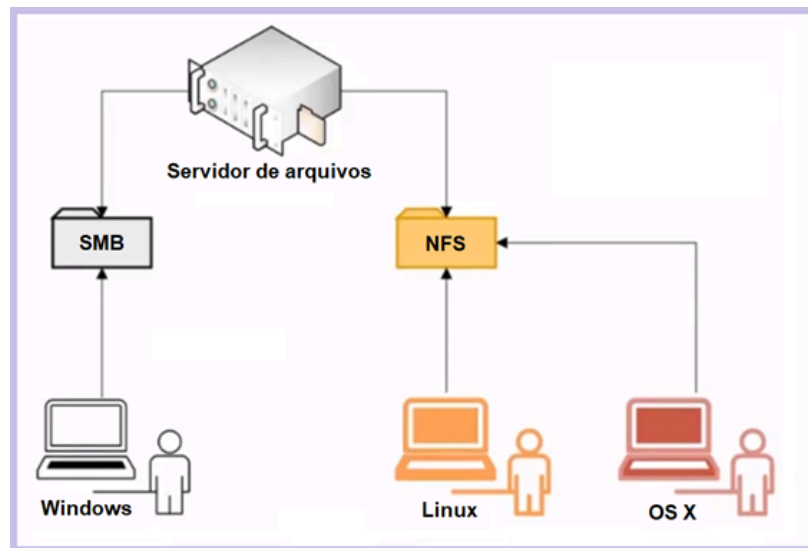 Servidor de arquivos
SMB
NFS
Windows
Linux
OS X